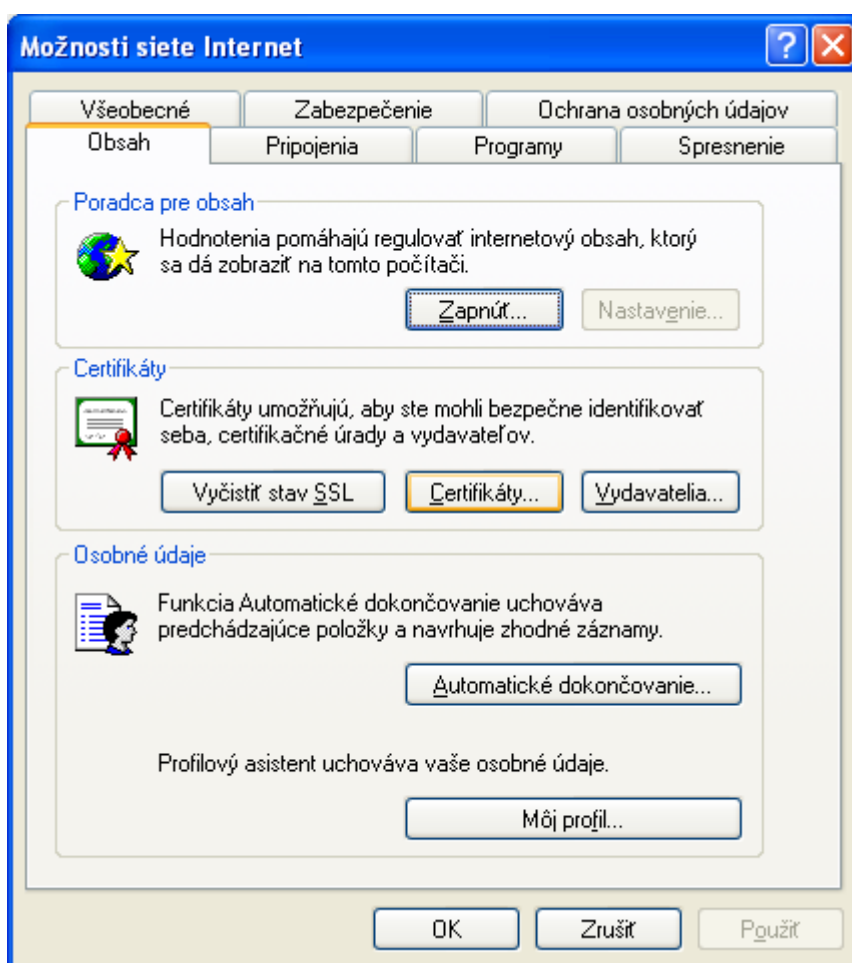 Možnosti siete Internet
Všeobecné
Zabezpečenie
Ochrana osobných údajov
Obsah
Pripojenia
Programy
Spresnenie
Poradca pre obsah
Hodnotenia pomáhajú regulovať internetový obsah, ktorý
sa dá zobraziť na tomto počítači.
Zapnúť...
Nastavenie...
Certifikáty
Certifikáty umožňujú, aby ste mohli bezpečne identifikovať
seba, certifikačné úrady a vydavateľov.
Vyčistiť stav SSL
Certifikáty...
Vydavatelia...
Osobné údaje
Funkcia Automatické dokončovanie uchováva
predchádzajúce položky a navrhuje zhodné záznamy.
Automatické dokončovanie...
Profilový asistent uchováva vaše osobné údaje.
Môj profil...
OK
Zrušiť
Použiť